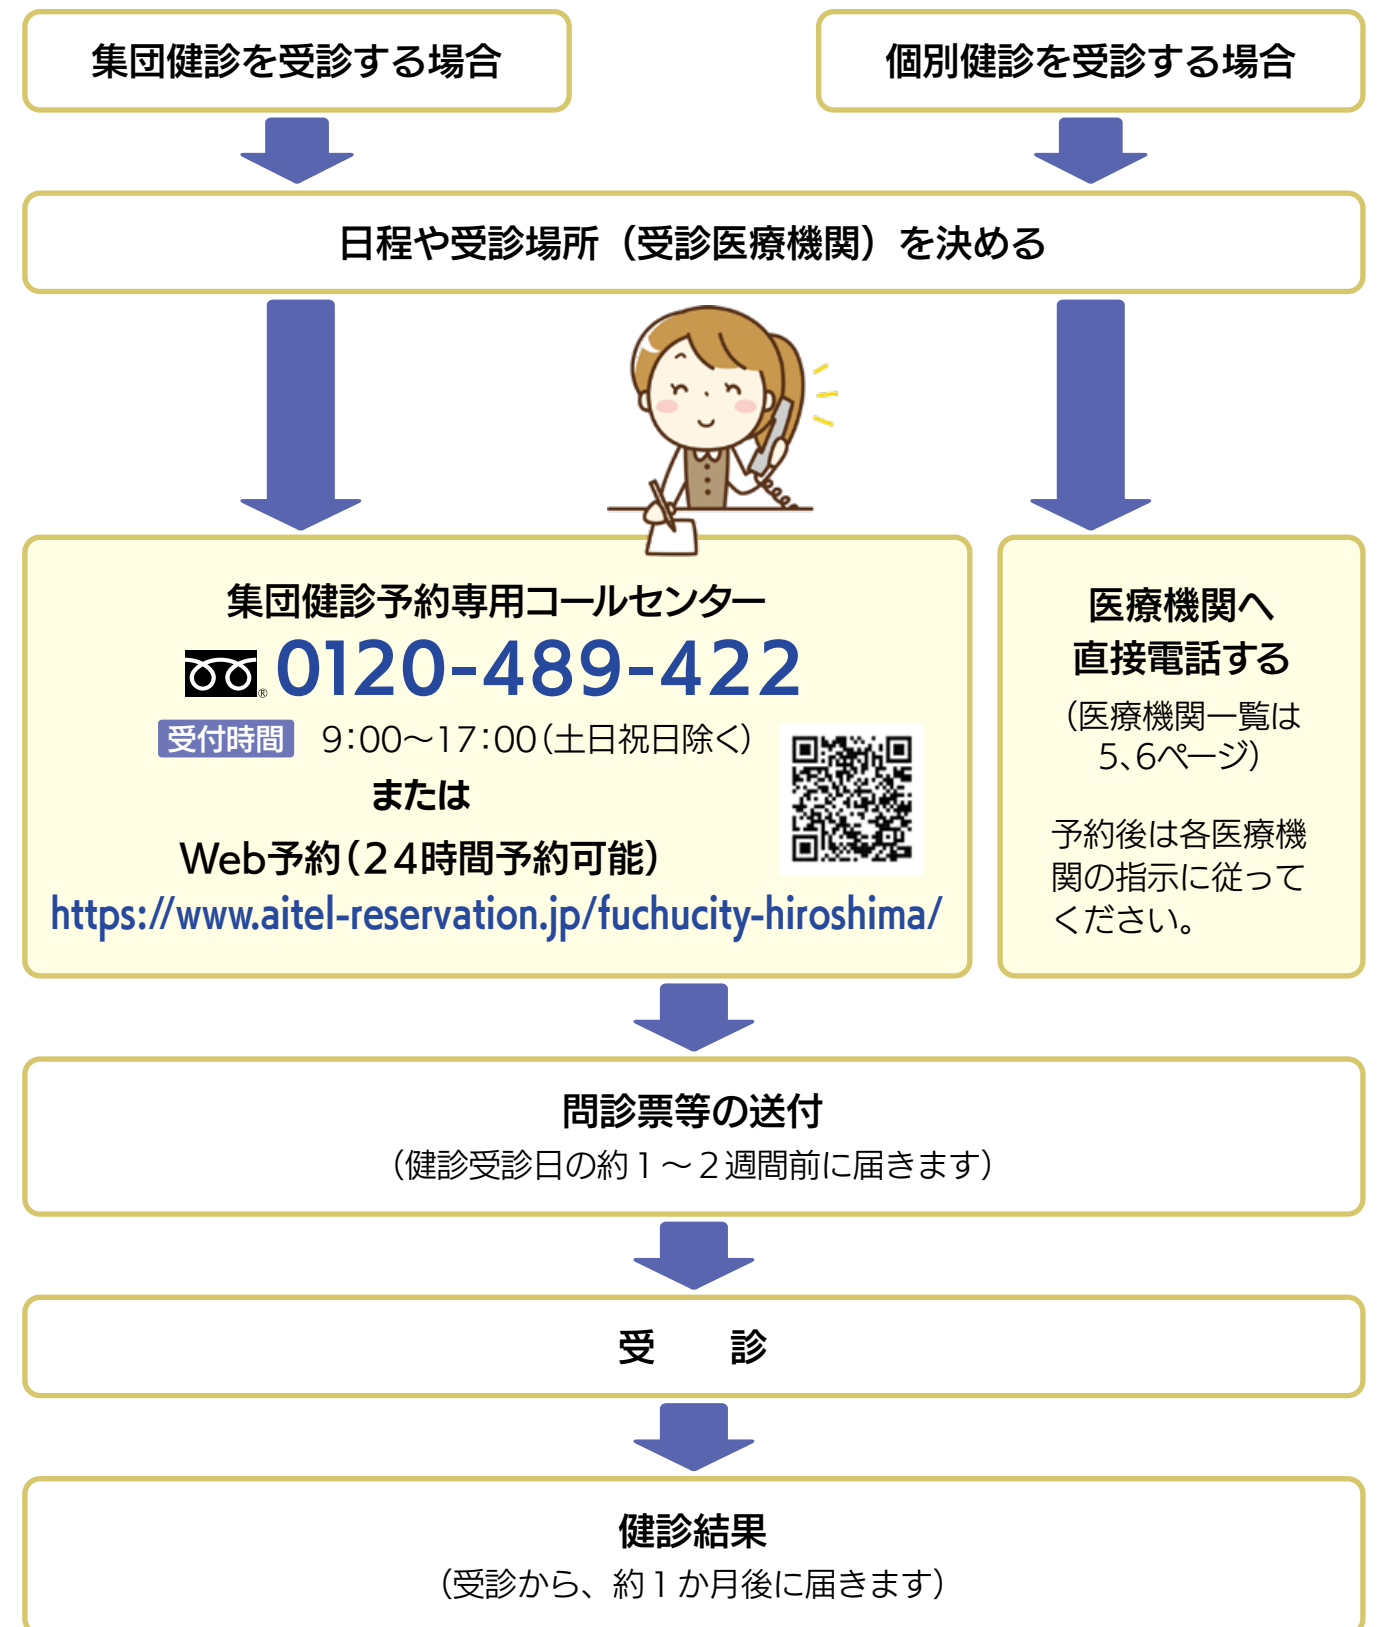 集団健診を受診する場合
個別健診を受診する場合
日程や受診場所（受診医療機関）を決める
集団健診予約専用コールセンター
® 0120-489-422
受付時間 9：00～17：00（土日祝日除く）
または
Web予約（24時間予約可能）
https://www.aitel-reservation.jp/fuchucity-hiroshima/
医療機関へ
直接電話する
（医療機関一覧は
5、6ページ）
予約後は各医療機
関の指示に従って
ください。
問診票等の送付
（健診受診日の約１～２週間前に届きます）
受　　診
健診結果
（受診から、約１か月後に届きます）